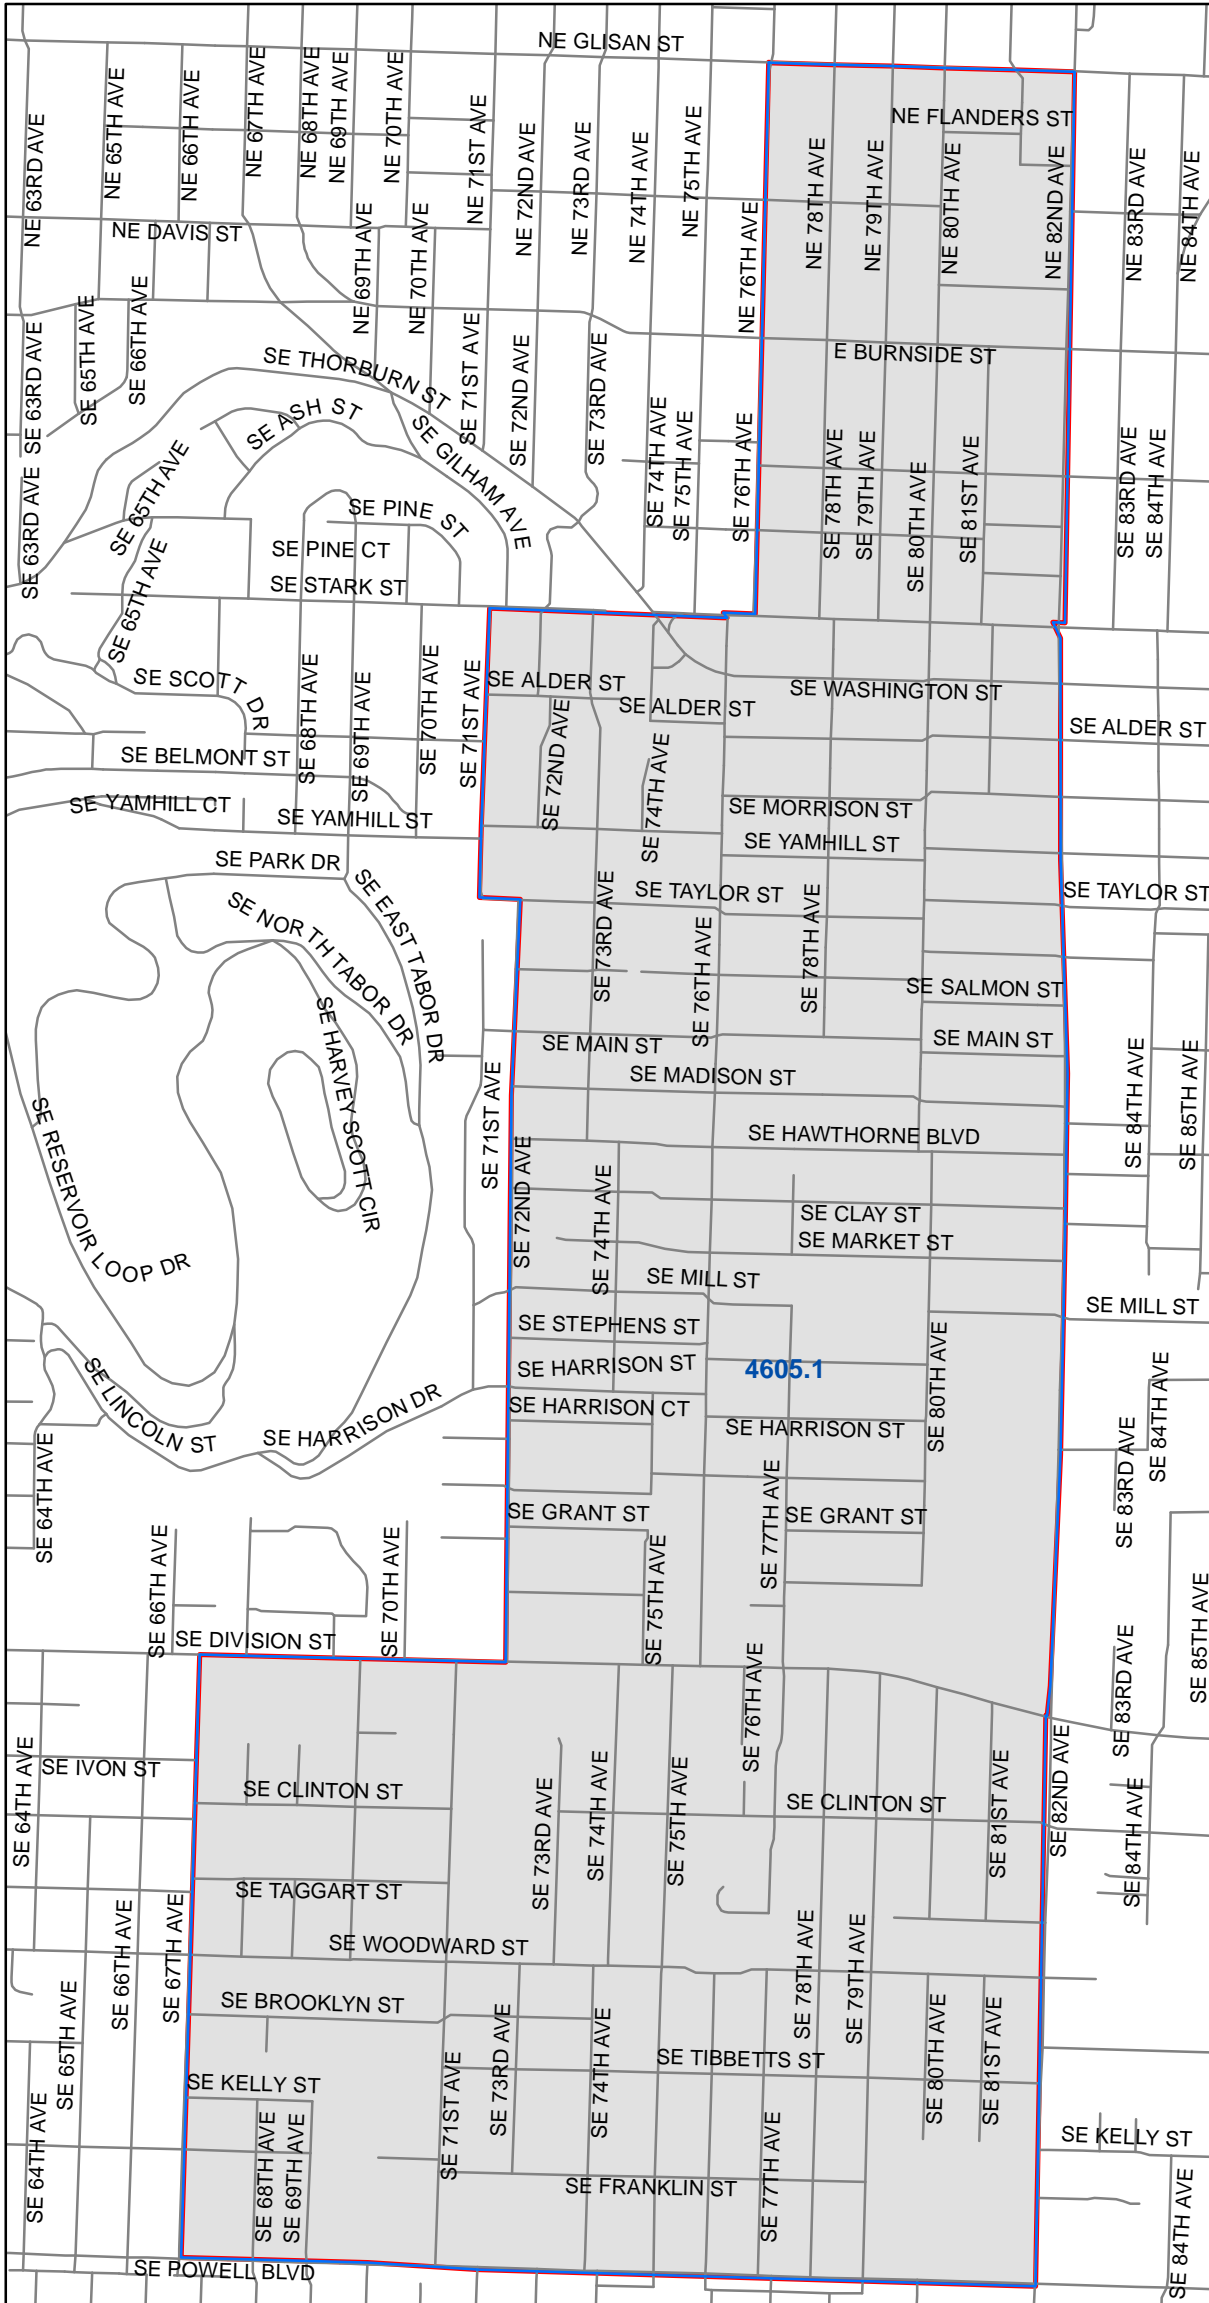 NE GLISAN ST
NE FLANDERS ST
NE 63RD AVE
NE 65TH AVE
NE 66TH AVE
NE 67TH AVE
NE 68TH AVE
NE 69TH AVE
NE 70TH AVE
NE 71ST AVE
NE 72ND AVE
NE 73RD AVE
NE 74TH AVE
NE 75TH AVE
NE 76TH AVE
NE 78TH AVE
NE 79TH AVE
NE 80TH AVE
NE 82ND AVE
NE 83RD AVE
NE 84TH AVE
NE DAVIS ST
NE 69TH AVE
NE 70TH AVE
SE 63RD AVE
SE 65TH AVE
SE 66TH AVE
SE THORBURN ST
SE 71ST AVE
SE 72ND AVE
SE 73RD AVE
E BURNSIDE ST
SE ASH ST
SE GILHAM AVE
SE 74TH AVE
SE 75TH AVE
SE 76TH AVE
SE 78TH AVE
SE 79TH AVE
SE 80TH AVE
SE 81ST AVE
SE 83RD AVE
SE 84TH AVE
SE 63RD AVE
SE 65TH AVE
SE PINE ST
SE PINE CT
SE STARK ST
SE 65TH AVE
SE SCOTT DR
SE 68TH AVE
SE 69TH AVE
SE 70TH AVE
SE 71ST AVE
SE ALDER ST
SE ALDER ST
SE WASHINGTON ST
SE ALDER ST
SE BELMONT ST
SE 72ND AVE
SE 74TH AVE
SE YAMHILL CT
SE YAMHILL ST
SE MORRISON ST
SE YAMHILL ST
SE PARK DR
SE TAYLOR ST
SE TAYLOR ST
SE EAST TABOR DR
SE NORTH TABOR DR
SE 73RD AVE
SE 76TH AVE
SE 78TH AVE
SE SALMON ST
SE HARVEY SCOTT CIR
SE MAIN ST
SE MAIN ST
SE MADISON ST
SE RESERVOIR LOOP DR
SE 71ST AVE
SE 84TH AVE
SE 85TH AVE
SE HAWTHORNE BLVD
SE 72ND AVE
SE 74TH AVE
SE CLAY ST
SE MARKET ST
SE MILL ST
SE MILL ST
SE STEPHENS ST
SE HARRISON ST
4605.1
SE 80TH AVE
SE LINCOLN ST
SE HARRISON DR
SE HARRISON CT
SE HARRISON ST
SE 84TH AVE
SE 83RD AVE
SE 64TH AVE
SE 77TH AVE
SE GRANT ST
SE GRANT ST
SE 66TH AVE
SE 70TH AVE
SE 75TH AVE
SE 85TH AVE
SE DIVISION ST
SE 76TH AVE
SE 83RD AVE
SE 64TH AVE
SE IVON ST
SE CLINTON ST
SE 73RD AVE
SE 74TH AVE
SE 75TH AVE
SE CLINTON ST
SE 81ST AVE
SE 82ND AVE
SE 84TH AVE
SE TAGGART ST
SE 66TH AVE
SE 67TH AVE
SE WOODWARD ST
SE 78TH AVE
SE 79TH AVE
SE 65TH AVE
SE BROOKLYN ST
SE 73RD AVE
SE 74TH AVE
SE TIBBETTS ST
SE 80TH AVE
SE 81ST AVE
SE KELLY ST
SE 71ST AVE
SE KELLY ST
SE 64TH AVE
SE 68TH AVE
SE 69TH AVE
SE FRANKLIN ST
SE 77TH AVE
SE 84TH AVE
SE POWELL BLVD